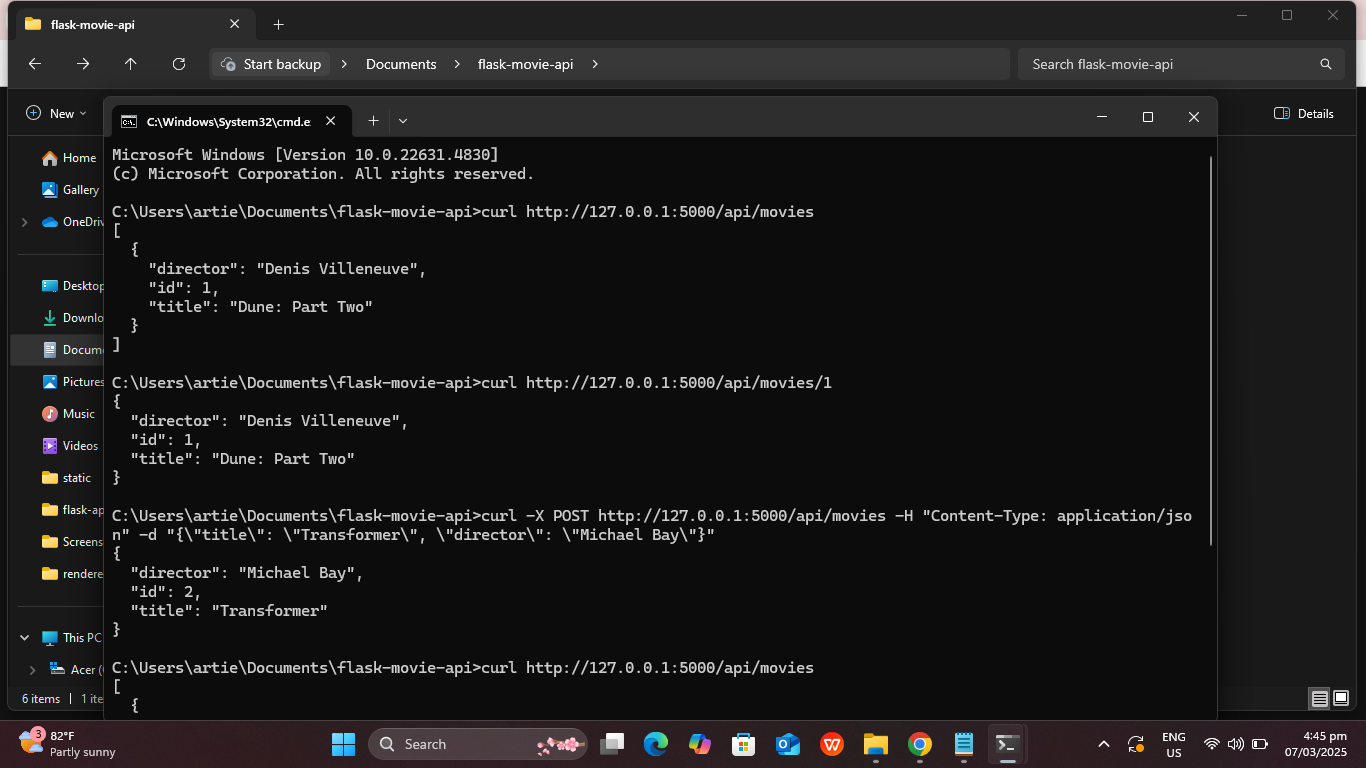 flask-movie-api
Start backup
Documents
flask-movie-api
Search flask-movie-api
New
Details
C:\Windows\System32\cmd.e
Home
Gallery
OneDriv
Desktop
Downlo
Docum
Pictures
Music
Videos
static
flask-ap
Screens
rendere
This PC
Acer (
6 items
1 ite
Microsoft Windows [Version 10.0.22631.4830]
(c) Microsoft Corporation. All rights reserved.
C:\Users\artie\Documents\flask-movie-api>curl http://127.0.0.1:5000/api/movies
[
  {
    "director": "Denis Villeneuve",
    "id": 1,
    "title": "Dune: Part Two"
  }
]
C:\Users\artie\Documents\flask-movie-api>curl http://127.0.0.1:5000/api/movies/1
{
  "director": "Denis Villeneuve",
  "id": 1,
  "title": "Dune: Part Two"
}
C:\Users\artie\Documents\flask-movie-api>curl -X POST http://127.0.0.1:5000/api/movies -H "Content-Type: application/jso
n" -d "{\"title\": \"Transformer\", \"director\": \"Michael Bay\"}"
{
  "director": "Michael Bay",
  "id": 2,
  "title": "Transformer"
}
C:\Users\artie\Documents\flask-movie-api>curl http://127.0.0.1:5000/api/movies
[
  {
3
82°F
Partly sunny
Search
ENG
US
4:45 pm
07/03/2025